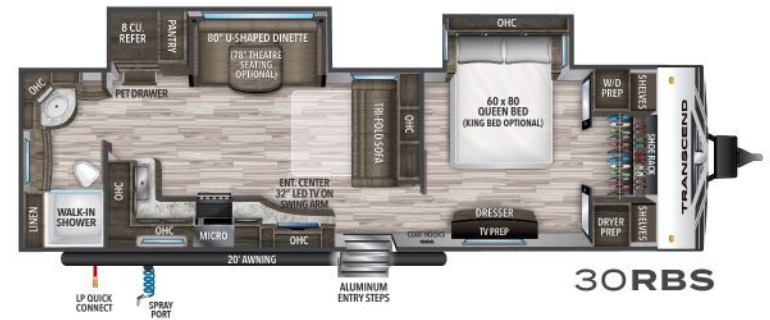 OHC
8 CU.
REFER
PANTRY
80" U-SHAPED DINETTE
(78" THEATRE
SEATING
OPTIONAL)
OHC
PET DRAWER
OHC
TRI-FOLD SOFA
OHC
60 x 80
QUEEN BED
(KING BED OPTIONAL)
W/D
PREP
SHELVES
SHOE RACK
TRANSCEND
ENT. CENTER
32" LED TV ON
SWING ARM
OHC
LINEN
WALK-IN
SHOWER
OHC
MICRO
OHC
DRESSER
TV PREP
COAT HOOKS
DRYER
PREP
SHELVES
20' AWNING
LP QUICK
CONNECT
SPRAY
PORT
ALUMINUM
ENTRY STEPS
30RBS